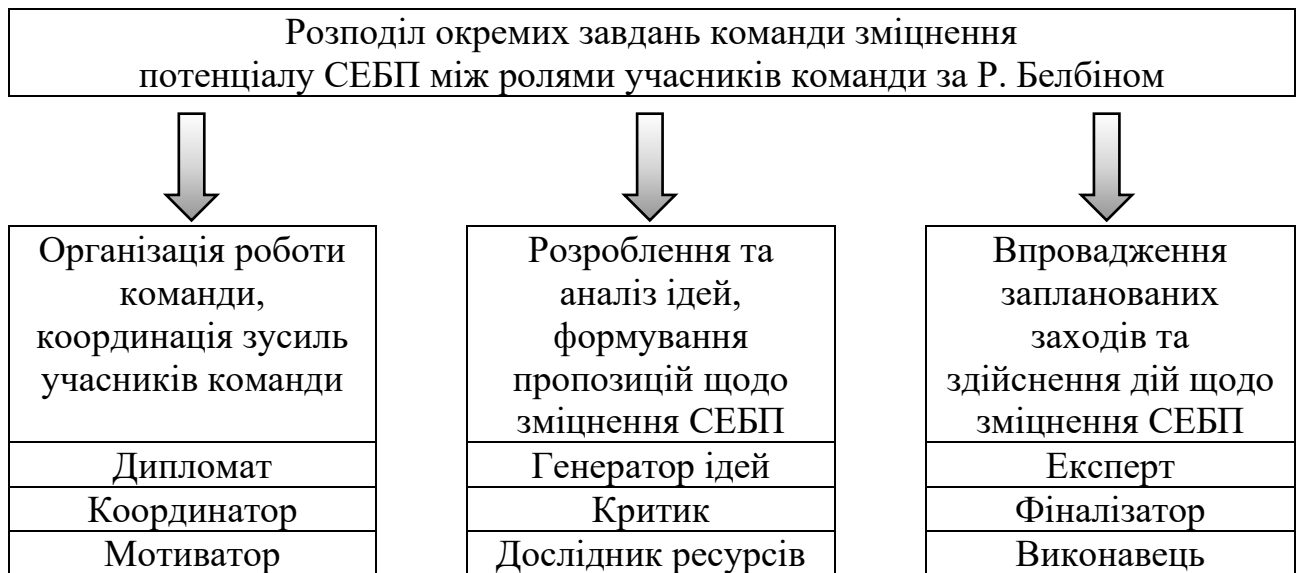 Розподіл окремих завдань команди зміцнення
потенціалу СЕБП між ролями учасників команди за Р. Белбіном
Організація роботи
команди,
координація зусиль
учасників команди
Дипломат
Координатор
Мотиватор
Розроблення та
аналіз ідей,
формування
пропозицій щодо
зміцнення СЕБП
Генератор ідей
Критик
Дослідник ресурсів
Впровадження
запланованих
заходів та
здійснення дій щодо
зміцнення СЕБП
Експерт
Фіналізатор
Виконавець